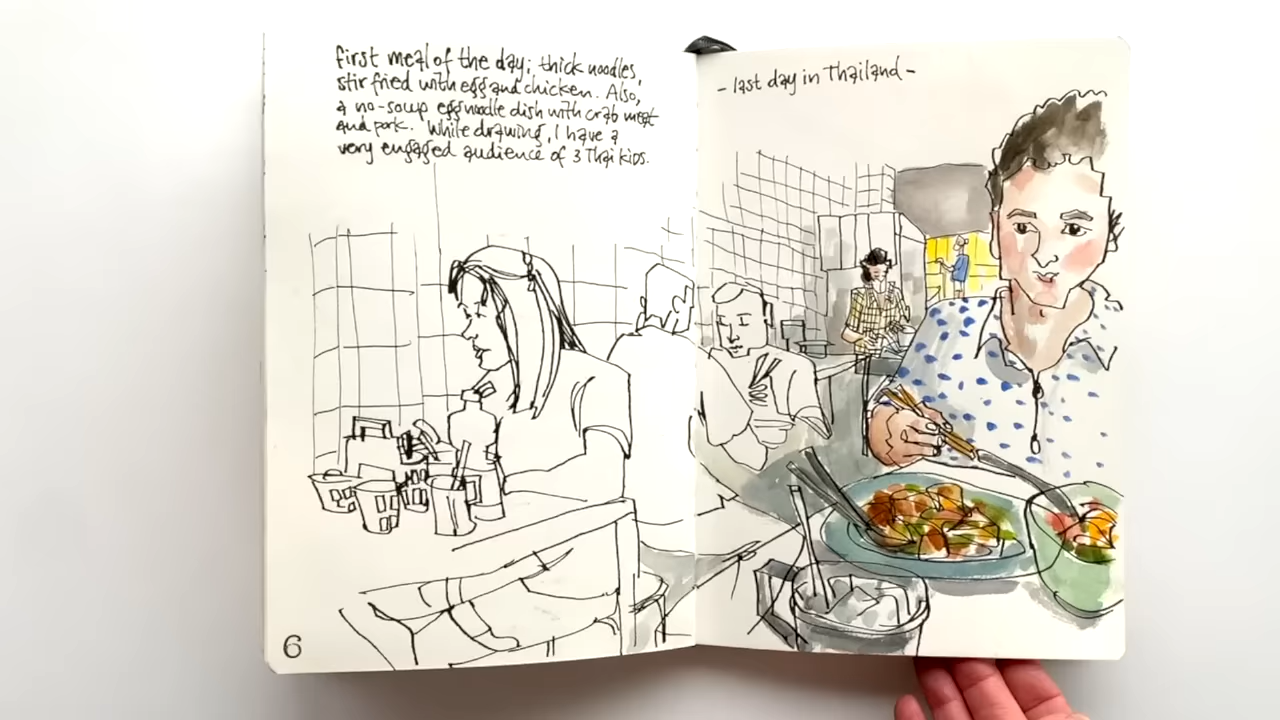 first meal of the day; thick noodles,
stir fried with egg and chicken. Also,
a no-soup egg noodle dish with crab meat
and pork. While drawing, I have a
very engaged audience of 3 Thai kids.
6
- last day in Thailand -